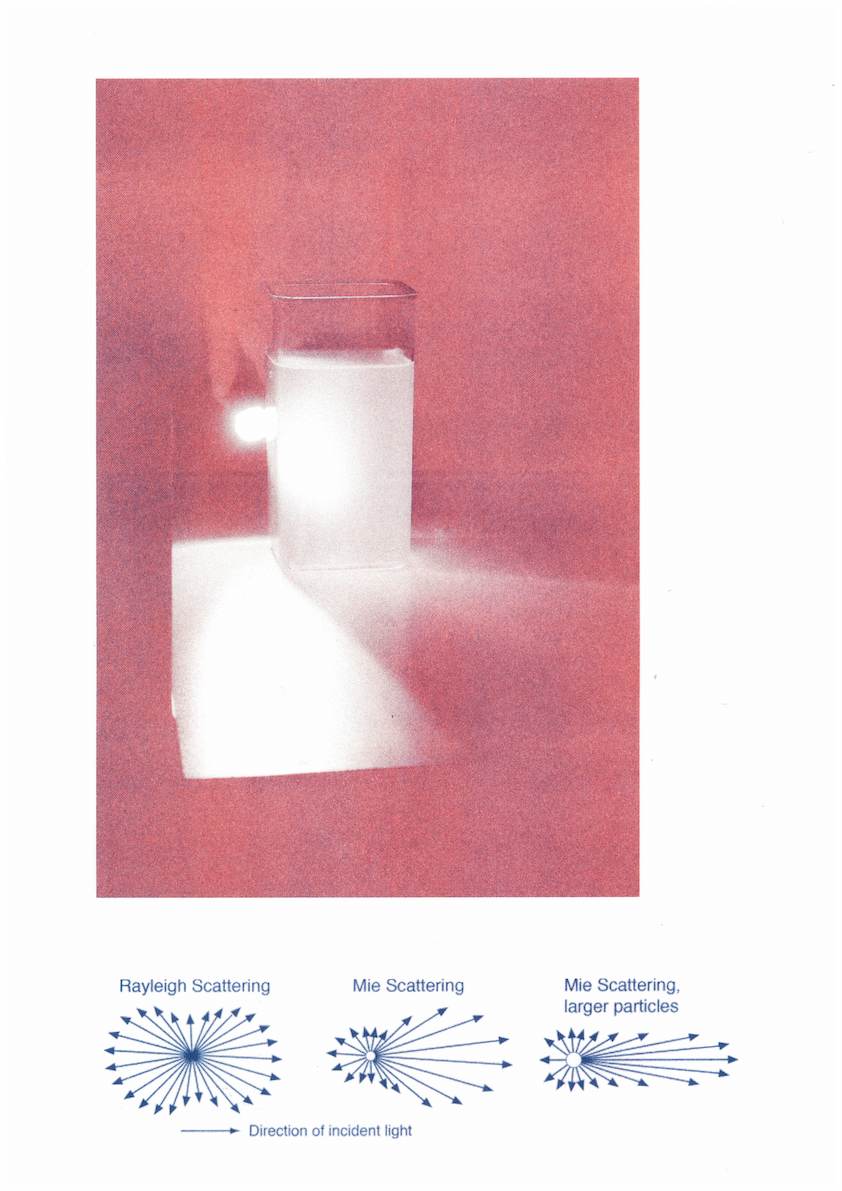 Rayleigh Scattering
Mie Scattering
Mie Scattering,
larger particles
Direction of incident light